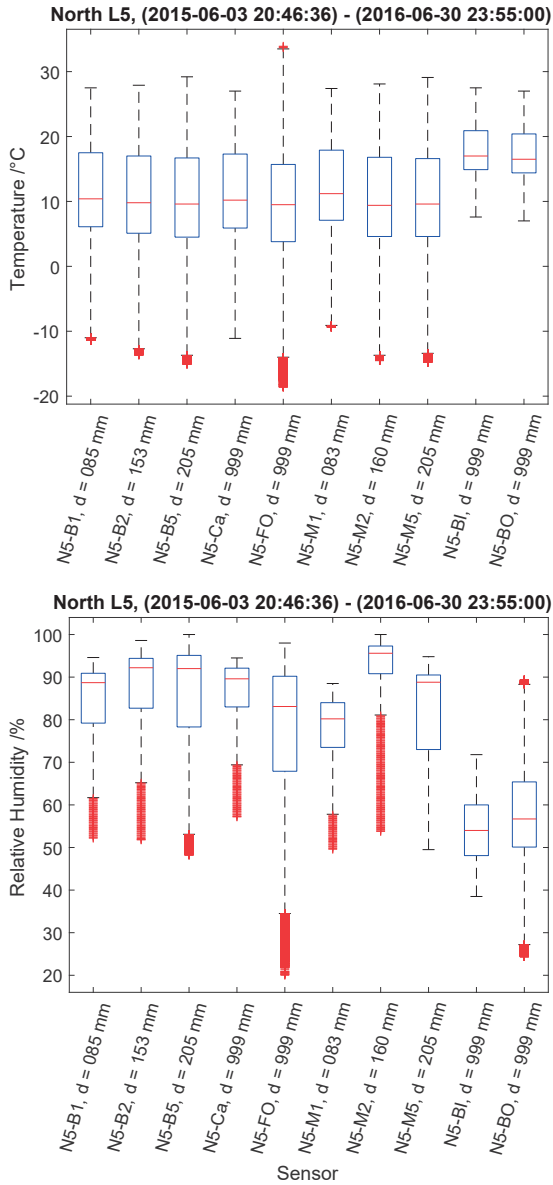 North L5, (2015-06-03 20:46:36) - (2016-06-30 23:55:00)
Temperature /°C
30
20
10
0
-10
-20
N5-B1, d = 085 mm
N5-B2, d = 153 mm
N5-B5, d = 205 mm
N5-Ca, d = 999 mm
N5-FO, d = 999 mm
N5-M1, d = 083 mm
N5-M2, d = 160 mm
N5-M5, d = 205 mm
N5-BI, d = 999 mm
N5-BO, d = 999 mm
North L5, (2015-06-03 20:46:36) - (2016-06-30 23:55:00)
Relative Humidity /%
100
90
80
70
60
50
40
30
20
N5-B1, d = 085 mm
N5-B2, d = 153 mm
N5-B5, d = 205 mm
N5-Ca, d = 999 mm
N5-FO, d = 999 mm
N5-M1, d = 083 mm
N5-M2, d = 160 mm
N5-M5, d = 205 mm
N5-BI, d = 999 mm
N5-BO, d = 999 mm
Sensor